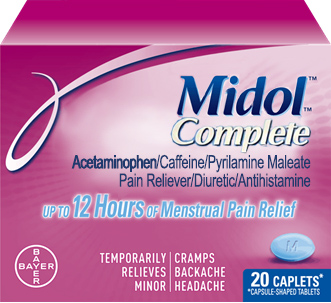 Midol™
Complete
Acetaminophen/Caffeine/Pyrilamine Maleate
Pain Reliever/Diuretic/Antihistamine
UP TO 12 Hours OF Menstrual Pain Relief
BAYER
BAYER
TEMPORARILY CRAMPS
RELIEVES BACKACHE
MINOR HEADACHE
M
20 CAPLETS*
*CAPSULE-SHAPED TABLETS